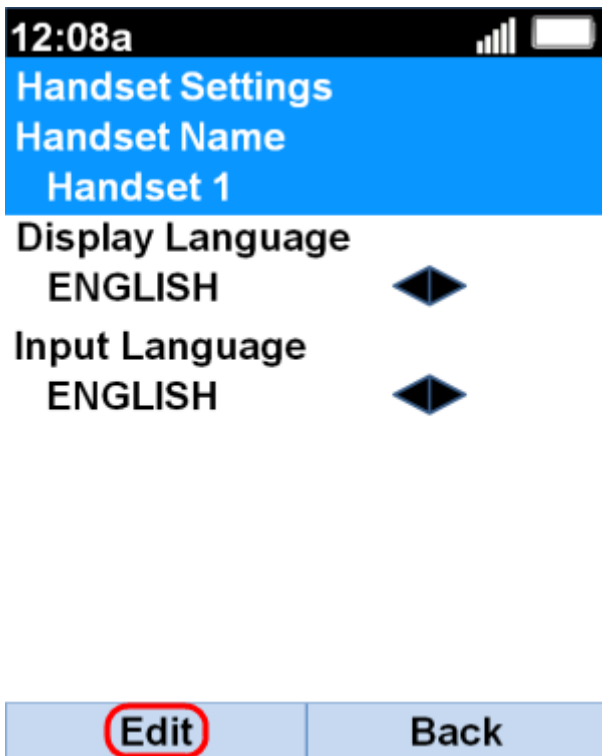 12:08a
Handset Settings
Handset Name
Handset 1
Display Language
ENGLISH
Input Language
ENGLISH
Edit Back